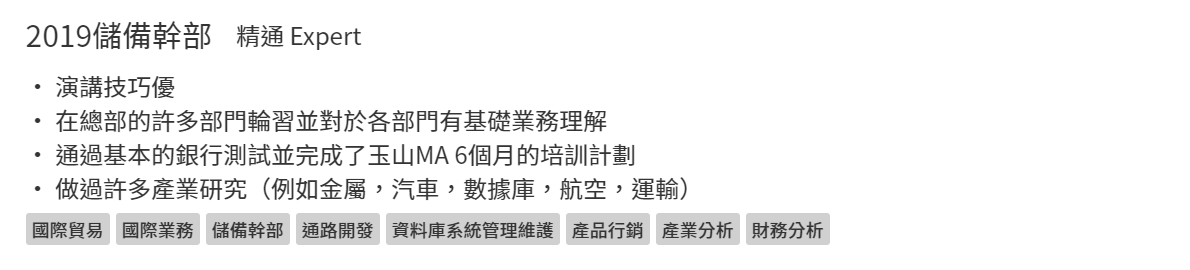 2019儲備幹部 精通 Expert
• 演講技巧優
• 在總部的許多部門輪習並對於各部門有基礎業務理解
• 通過基本的銀行測試並完成了玉山MA 6個月的培訓計劃
• 做過許多產業研究（例如金屬，汽車，數據庫，航空，運輸）
國際貿易 國際業務 儲備幹部 通路開發 資料庫系統管理維護 產品行銷 產業分析 財務分析